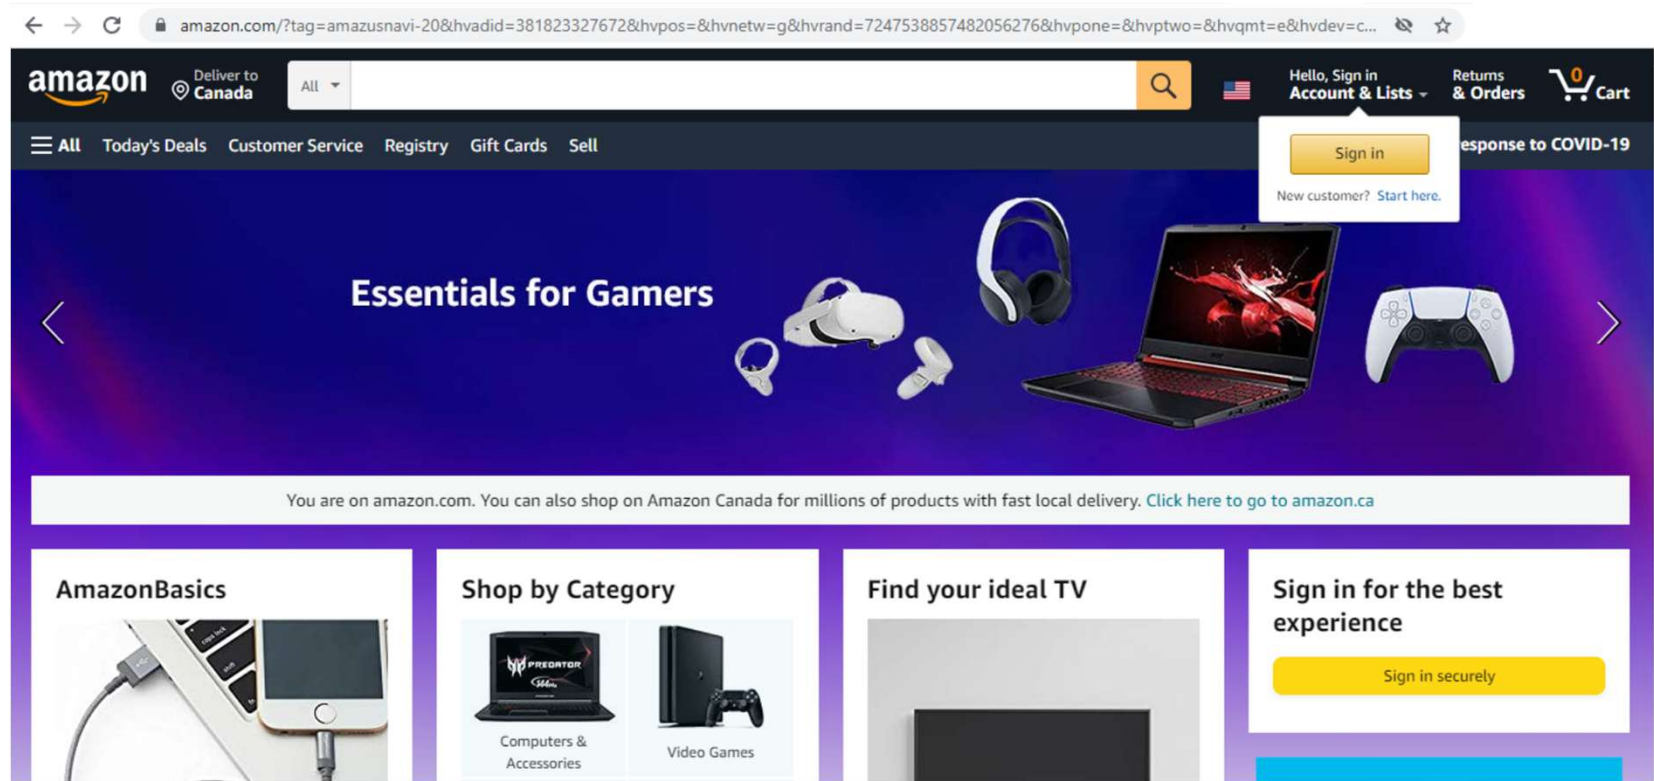 amazon.com/?tag=amazusnavi-20&hvadid=381823327672&hvpos=&hvnetw=g&hvrand=7247538857482056276&hvpone=&hvptwo=&hvqmt=e&hvdev=c...
amazon
Deliver to
Canada
All
Hello, Sign in
Account & Lists
Returns
& Orders
0
Cart
All
Today's Deals
Customer Service
Registry
Gift Cards
Sell
esponse to COVID-19
Sign in
New customer? Start here.
Essentials for Gamers
You are on amazon.com. You can also shop on Amazon Canada for millions of products with fast local delivery. Click here to go to amazon.ca
AmazonBasics
caps lock
shift
Shop by Category
PREDATOR
Computers &
Accessories
Video Games
Find your ideal TV
Sign in for the best
experience
Sign in securely